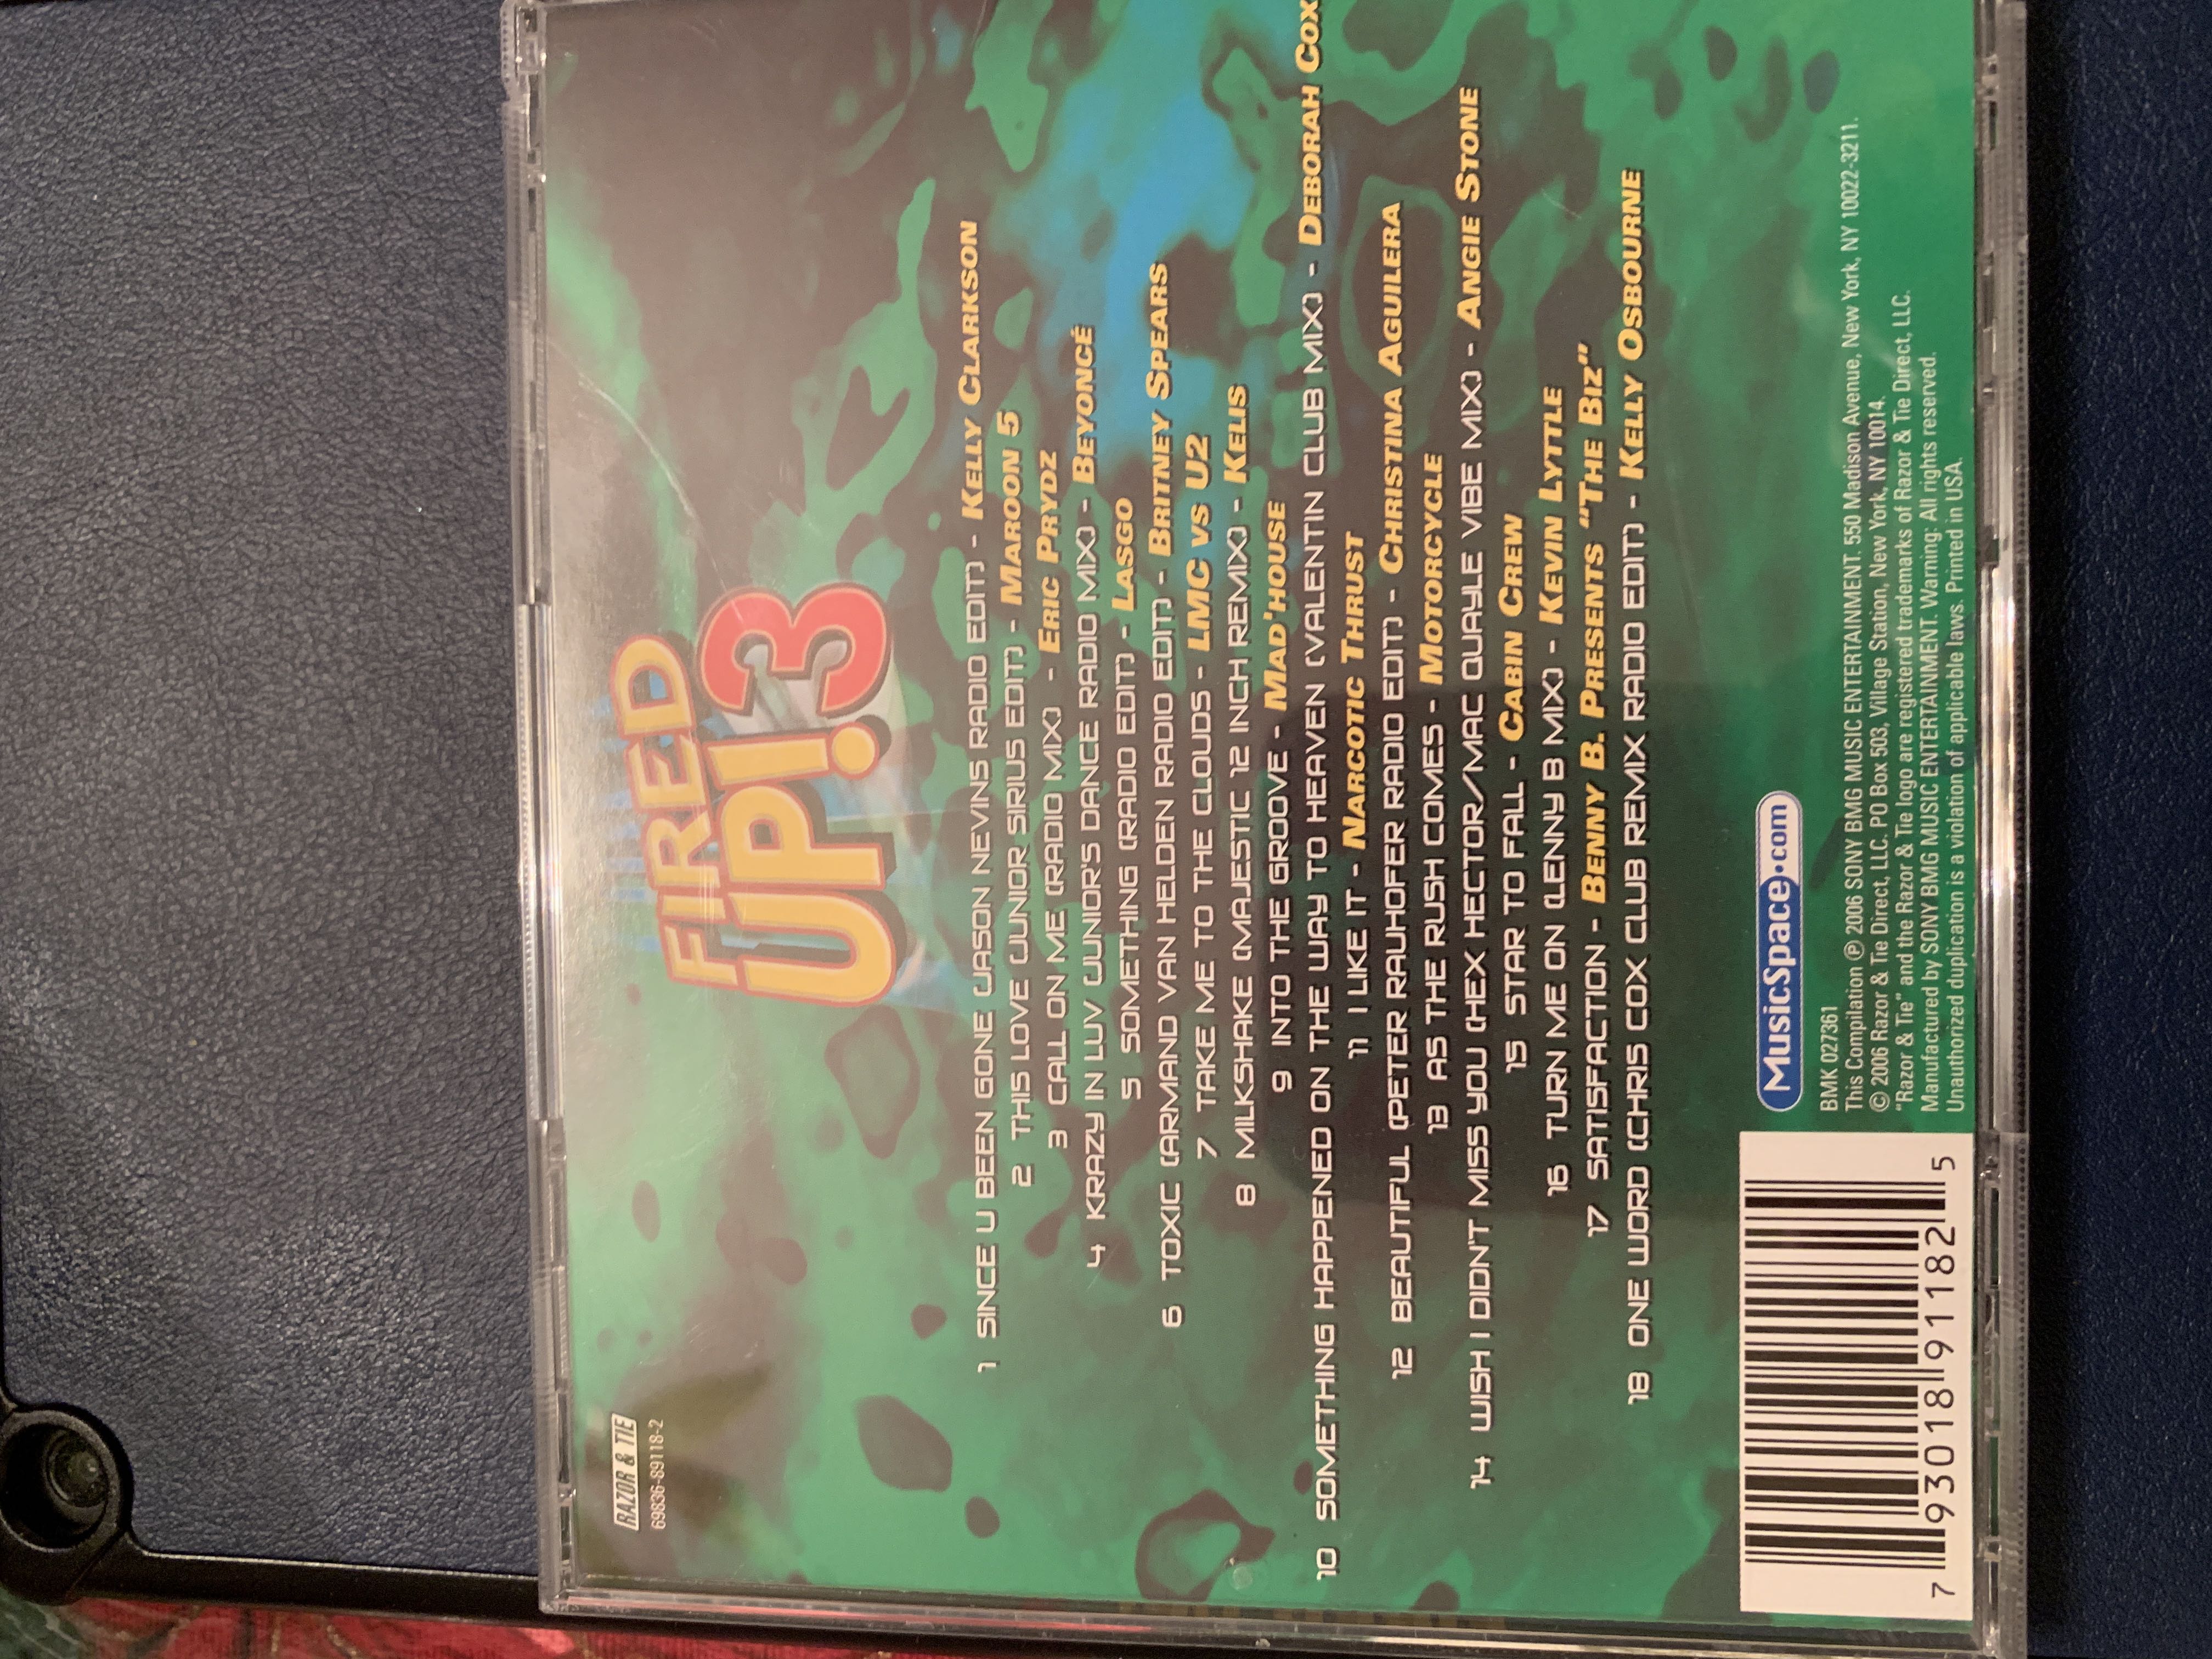 RAZOR & TIE
69836-89118-2
FIRED
UP! 3
1 SINCE U BEEN GONE (JASON NEVINS RADIO EDIT) - KELLY CLARKSON
2 THIS LOVE (JUNIOR SIRIUS EDIT) - MAROON 5
3 CALL ON ME (RADIO MIX) - ERIC PRYDZ
4 KRAZY IN LUV (JUNIOR'S DANCE RADIO MIX) - BEYONCÉ
5 SOMETHING (RADIO EDIT) - LASGO
6 TOXIC (ARMAND VAN HELDEN RADIO EDIT) - BRITNEY SPEARS
7 TAKE ME TO THE CLOUDS - LMC VS U2
8 MILKSHAKE (MAJESTIC 12 INCH REMIX) - KELIS
9 INTO THE GROOVE - MAD'HOUSE
10 SOMETHING HAPPENED ON THE WAY TO HEAVEN (VALENTIN CLUB MIX) - DEBORAH COX
11 I LIKE IT - NARCOTIC THRUST
12 BEAUTIFUL (PETER RAUHOFER RADIO EDIT) - CHRISTINA AGUILERA
13 AS THE RUSH COMES - MOTORCYCLE
14 WISH I DIDN'T MISS YOU (HEX HECTOR/MAC QUAYLE VIBE MIX) - ANGIE STONE
15 STAR TO FALL - CABIN CREW
16 TURN ME ON (LENNY B MIX) - KEVIN LYTTLE
17 SATISFACTION - BENNY B. PRESENTS "THE BIZ"
18 ONE WORD (CHRIS COX CLUB REMIX RADIO EDIT) - KELLY OSBOURNE
MusicSpace.com
BMK 027361
This Compilation ℗ 2006 SONY BMG MUSIC ENTERTAINMENT, 550 Madison Avenue, New York, NY 10022-3211.
© 2006 Razor & Tie Direct, LLC. PO Box 503, Village Station, New York, NY 10014.
"Razor & Tie" and the Razor & Tie logo are registered trademarks of Razor & Tie Direct, LLC.
Manufactured by SONY BMG MUSIC ENTERTAINMENT. Warning: All rights reserved.
Unauthorized duplication is a violation of applicable laws. Printed in USA.
7 93018 91182 5